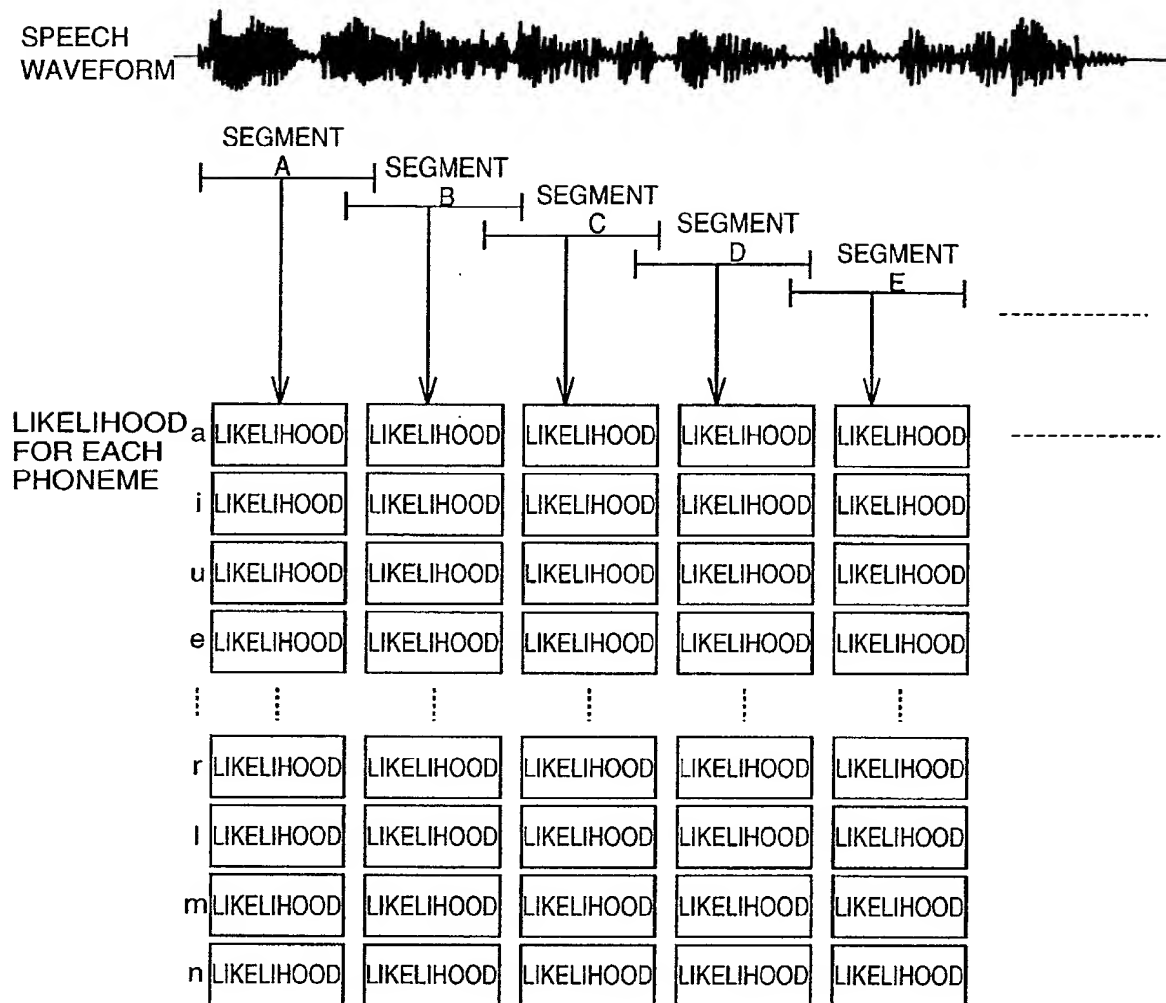 SPEECH
WAVEFORM
SEGMENT
A
SEGMENT
B
SEGMENT
C
SEGMENT
D
SEGMENT
E
LIKELIHOOD
FOR EACH
PHONEME
a LIKELIHOOD LIKELIHOOD LIKELIHOOD LIKELIHOOD LIKELIHOOD
i LIKELIHOOD LIKELIHOOD LIKELIHOOD LIKELIHOOD LIKELIHOOD
u LIKELIHOOD LIKELIHOOD LIKELIHOOD LIKELIHOOD LIKELIHOOD
e LIKELIHOOD LIKELIHOOD LIKELIHOOD LIKELIHOOD LIKELIHOOD
r LIKELIHOOD LIKELIHOOD LIKELIHOOD LIKELIHOOD LIKELIHOOD
l LIKELIHOOD LIKELIHOOD LIKELIHOOD LIKELIHOOD LIKELIHOOD
m LIKELIHOOD LIKELIHOOD LIKELIHOOD LIKELIHOOD LIKELIHOOD
n LIKELIHOOD LIKELIHOOD LIKELIHOOD LIKELIHOOD LIKELIHOOD